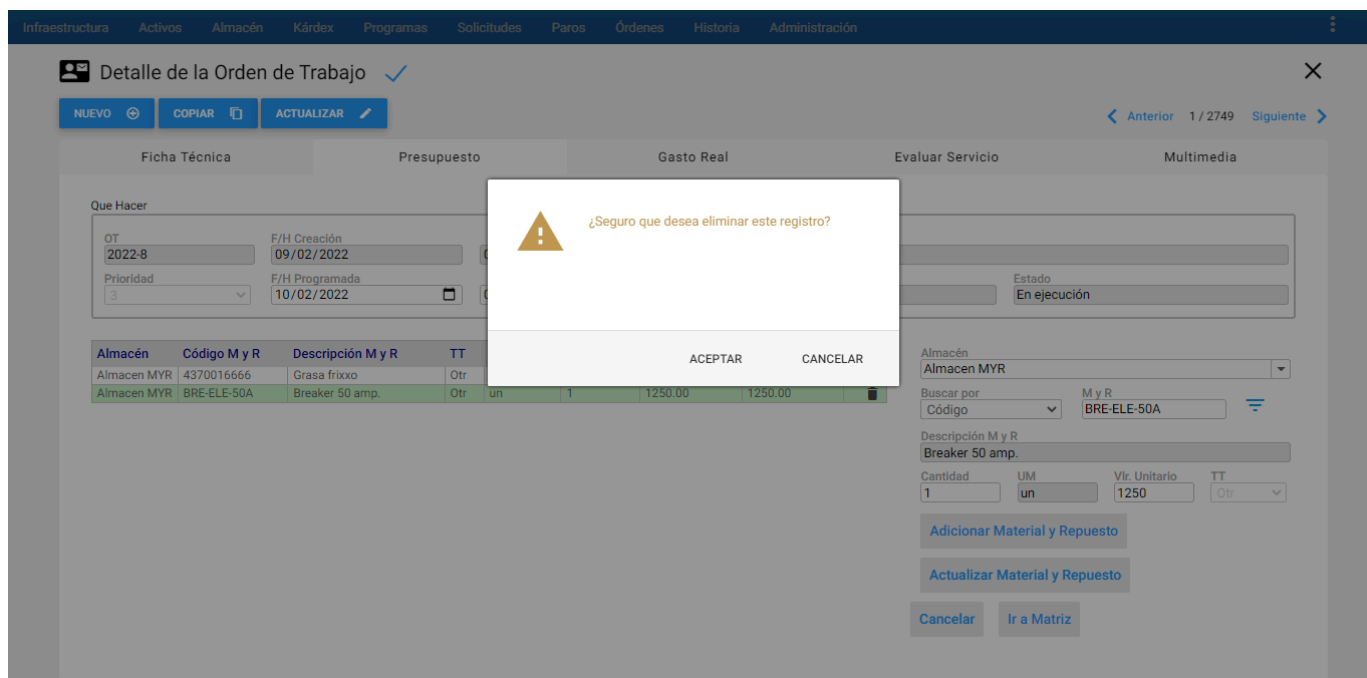 Infraestructura Activos Almacén Kárdex Programas Solicitudes Paros Órdenes Historia Administración
Detalle de la Orden de Trabajo
NUEVO COPIAR ACTUALIZAR Anterior 1 / 2749 Siguiente
Ficha Técnica Presupuesto Gasto Real Evaluar Servicio Multimedia
¿Seguro que desea eliminar este registro?
ACEPTAR CANCELAR
Que Hacer
OT F/H Creación
2022-8 09/02/2022
Prioridad F/H Programada Estado
3 10/02/2022 En ejecución
Almacén Código M y R Descripción M y R TT
Almacen MYR 4370016666 Grasa frixxo Otr
Almacen MYR BRE-ELE-50A Breaker 50 amp. Otr un 1 1250.00 1250.00
Almacén
Almacen MYR
Buscar por M y R
Código BRE-ELE-50A
Descripción M y R
Breaker 50 amp.
Cantidad UM Vlr. Unitario TT
1 un 1250 Otr
Adicionar Material y Repuesto
Actualizar Material y Repuesto
Cancelar Ir a Matriz